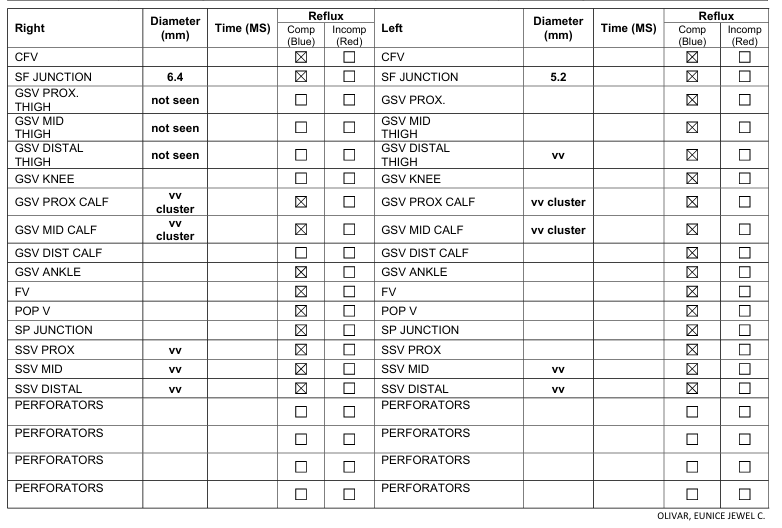 Right Diameter (mm) Time (MS) Reflux Comp (Blue) Incomp (Red) Left Diameter (mm) Time (MS) Reflux Comp (Blue) Incomp (Red)
CFV ☒ ☐ CFV ☒ ☐
SF JUNCTION 6.4 ☒ ☐ SF JUNCTION 5.2 ☒ ☐
GSV PROX. THIGH not seen ☐ ☐ GSV PROX. ☒ ☐
GSV MID THIGH not seen ☐ ☐ GSV MID THIGH ☒ ☐
GSV DISTAL THIGH not seen ☐ ☐ GSV DISTAL THIGH vv ☒ ☐
GSV KNEE ☐ ☐ GSV KNEE ☒ ☐
GSV PROX CALF vv cluster ☒ ☐ GSV PROX CALF vv cluster ☒ ☐
GSV MID CALF vv cluster ☒ ☐ GSV MID CALF vv cluster ☒ ☐
GSV DIST CALF ☐ ☐ GSV DIST CALF ☒ ☐
GSV ANKLE ☒ ☐ GSV ANKLE ☒ ☐
FV ☒ ☐ FV ☒ ☐
POP V ☒ ☐ POP V ☒ ☐
SP JUNCTION ☒ ☐ SP JUNCTION ☒ ☐
SSV PROX vv ☒ ☐ SSV PROX ☒ ☐
SSV MID vv ☒ ☐ SSV MID vv ☒ ☐
SSV DISTAL vv ☒ ☐ SSV DISTAL vv ☒ ☐
PERFORATORS ☐ ☐ PERFORATORS ☐ ☐
PERFORATORS ☐ ☐ PERFORATORS ☐ ☐
PERFORATORS ☐ ☐ PERFORATORS ☐ ☐
PERFORATORS ☐ ☐ PERFORATORS ☐ ☐
OLIVAR, EUNICE JEWEL C.